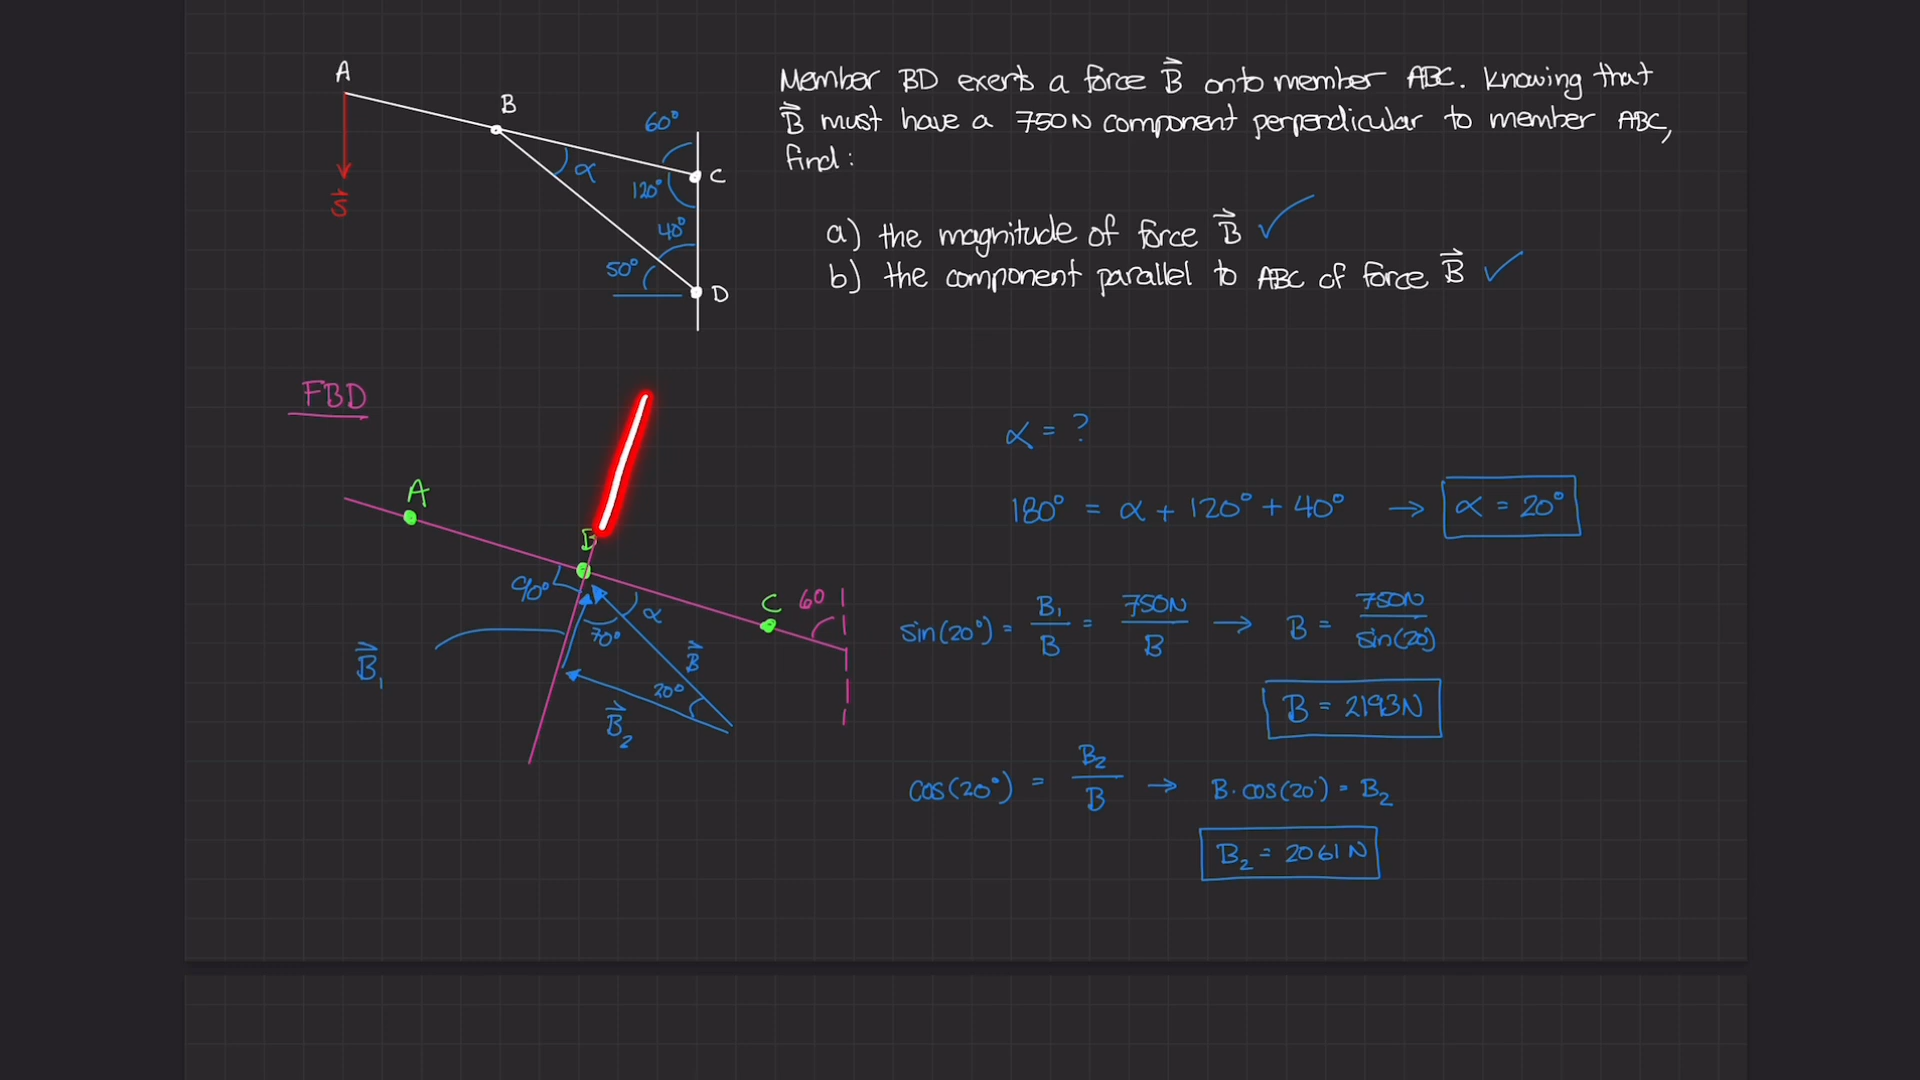 Member BD exerts a force B⃗ onto member ABC. Knowing that
B⃗ must have a 750N component perpendicular to member ABC,
find:
a) the magnitude of force B⃗ ✓
b) the component parallel to ABC of force B⃗ ✓
A
B
60°
α
C
120°
S⃗
40°
50°
D
FBD
A
B
90°
C
60
α
70°
B⃗₁
B⃗
20°
B⃗₂
α = ?
180° = α + 120° + 40° → α = 20°
sin(20°) = B₁/B = 750N/B → B = 750N/sin(20°)
B = 2193N
cos(20°) = B₂/B → B·cos(20°) = B₂
B₂ = 2061 N